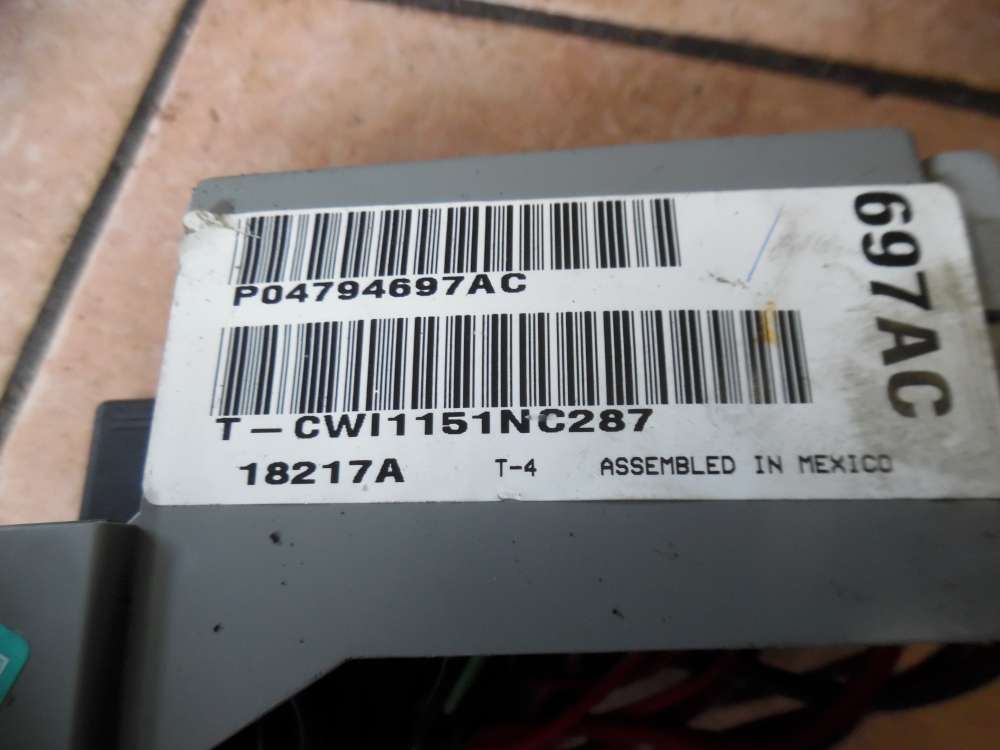 P04794697AC
T-CWI1151NC287
18217A T-4 ASSEMBLED IN MEXICO
697AC